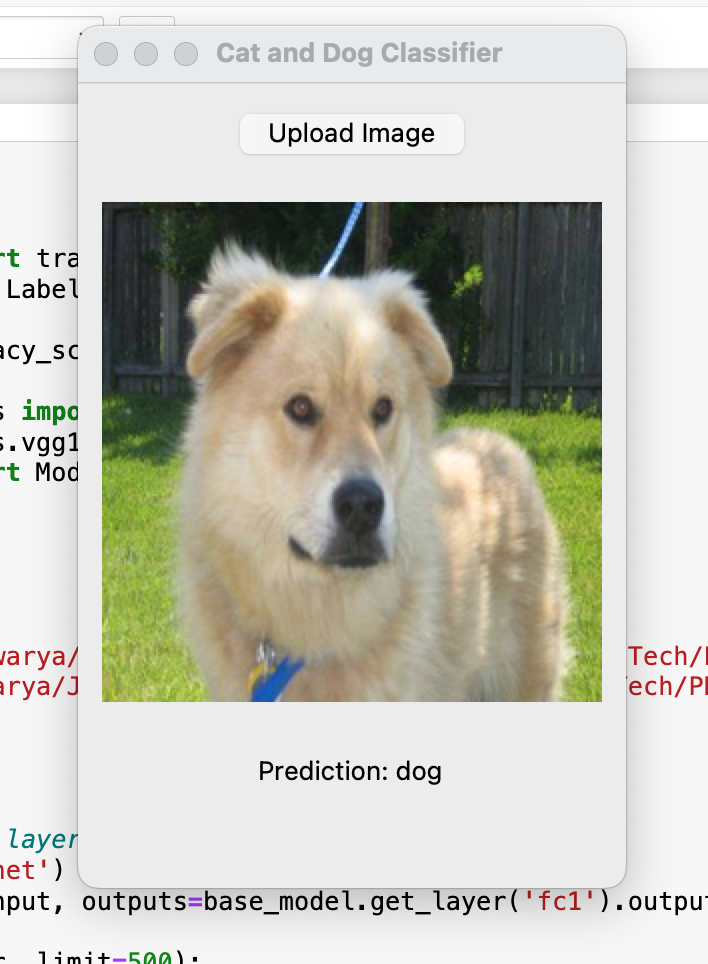 Cat and Dog Classifier
Upload Image
rt tra
Label
acy_sc
s impo
s.vgg1
rt Mod
warya/ Tech/
arya/J Tech/P
layer
net')
nput, outputs=base_model.get_layer('fc1').output
limit=500):
Prediction: dog